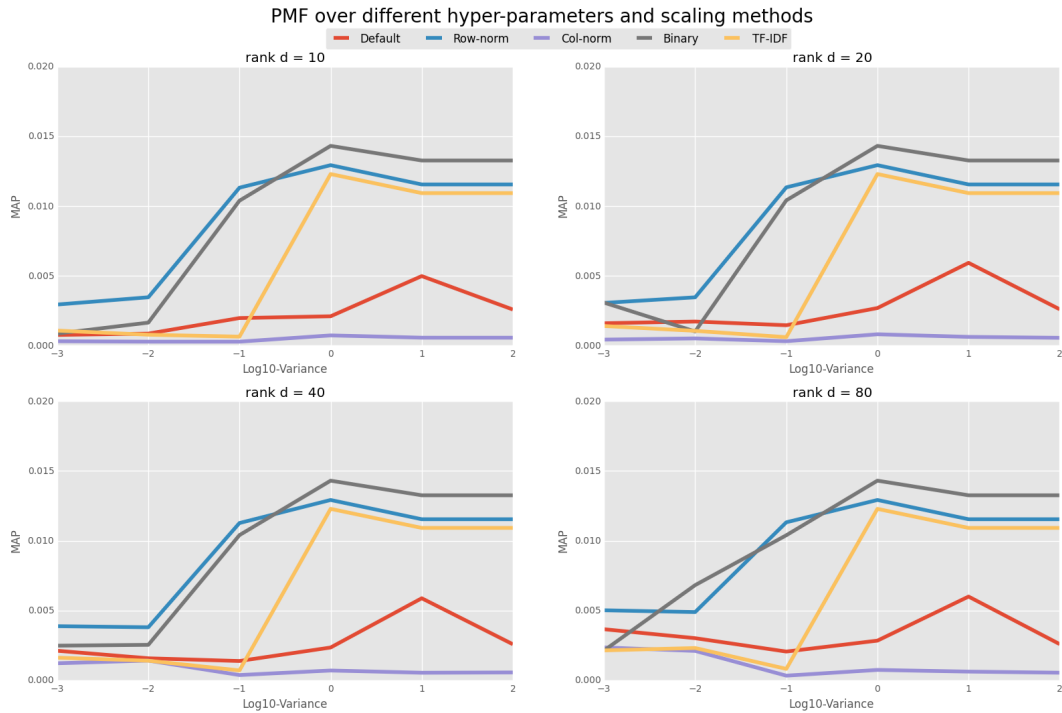 PMF over different hyper-parameters and scaling methods
Default Row-norm Col-norm Binary TF-IDF
rank d = 10
0.020
0.015
0.010
0.005
0.000
MAP
−3 −2 −1 0 1 2
Log10-Variance
rank d = 20
0.020
0.015
0.010
0.005
0.000
MAP
−3 −2 −1 0 1 2
Log10-Variance
rank d = 40
0.020
0.015
0.010
0.005
0.000
MAP
−3 −2 −1 0 1 2
Log10-Variance
rank d = 80
0.020
0.015
0.010
0.005
0.000
MAP
−3 −2 −1 0 1 2
Log10-Variance